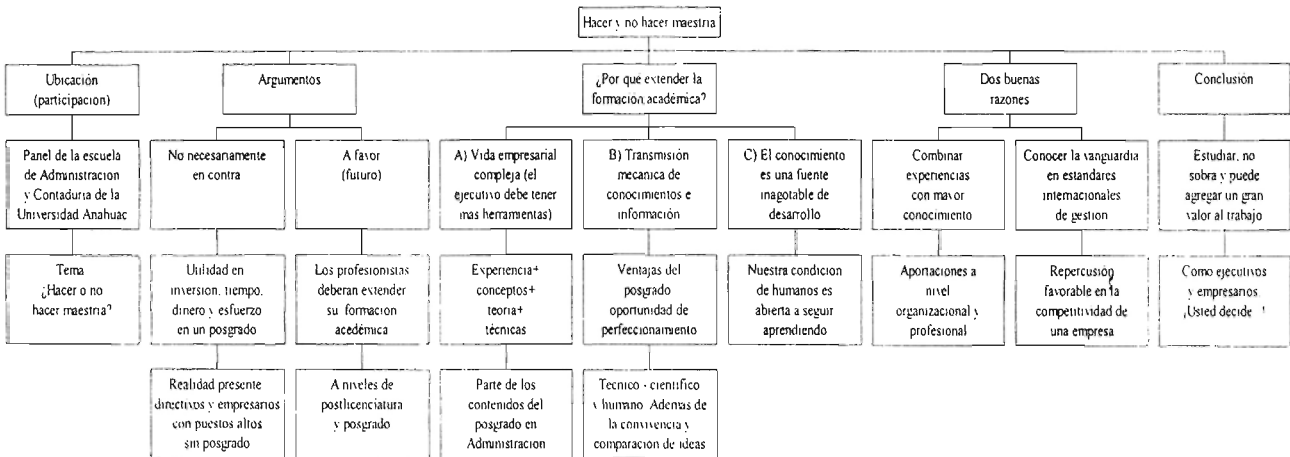 Hacer y no hacer maestria
Ubicación
(participacion)
Argumentos
¿Por qué extender la
formación académica?
Dos buenas
razones
Conclusión
Panel de la escuela
de Administracion
y Contaduria de la
Universidad Anahuac
No necesariamente
en contra
A favor
(futuro)
A) Vida empresarial
compleja (el
ejecutivo debe tener
mas herramentas)
B) Transmisión
mecanica de
conocimientos e
información
C) El conocimiento
es una fuente
inagotable de
desarrollo
Combinar
experiencias
con mayor
conocimiento
Conocer la vanguardia
en estandares
internacionales
de gestion
Estudiar, no
sobra y puede
agregar un gran
valor al trabajo
Tema
¿Hacer o no
hacer maestria?
Utilidad en
inversion, tiempo,
dinero y esfuerzo
en un posgrado
Los profesionistas
deberan extender
su formacion
acedémica
Experiencia+
conceptos+
teoria+
técnicas
Ventajas del
posgrado
oportunidad de
perfeccionamiento
Nuestra condicion
de humanos es
abierta a seguir
aprendiendo
Aportaciones a
nivel
organizacional y
profesional
Repercusión
favorable en la
competitividad de
una empresa
Como ejecutivos
y empresarios
¡Usted decide !
Realidad presente
directivos y empresarios
con puestos altos
sin posgrado
A niveles de
postlicenciatura
y posgrado
Parte de los
contenidos del
posgrado en
Administracion
Tecnico - cientifico
y humano. Ademas de
la convivencia y
comparación de ideas